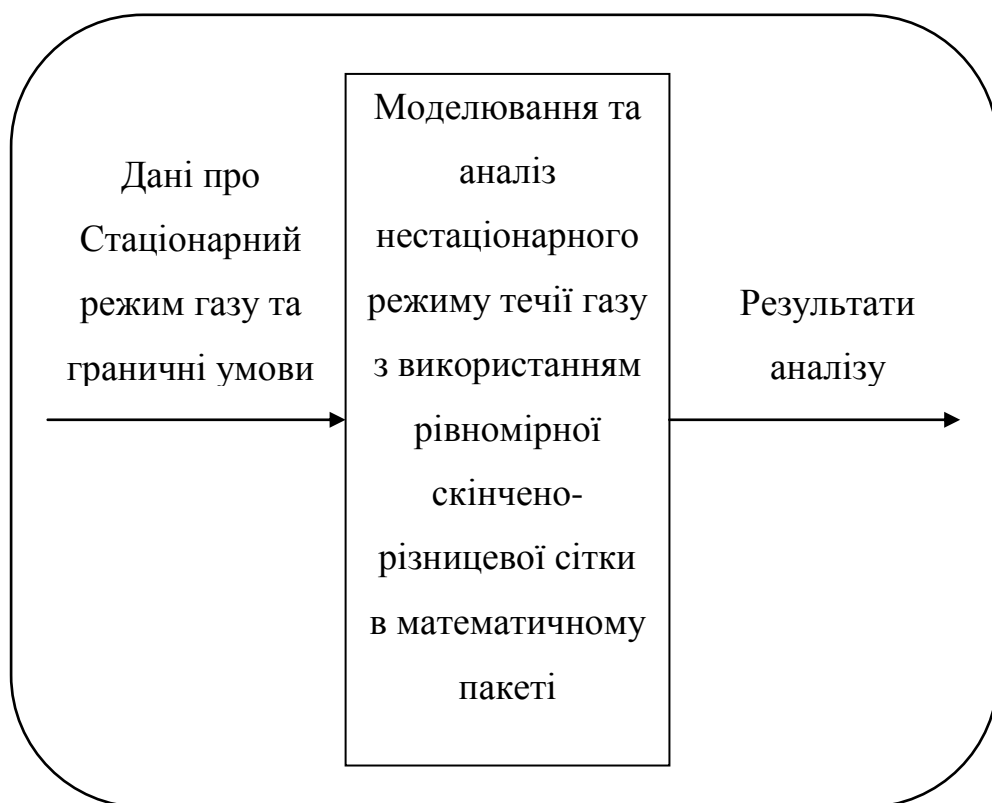 Дані про
Стаціонарний
режим газу та
граничні умови
Моделювання та
аналіз
нестаціонарного
режиму течії газу
з використанням
рівномірної
скінчено-
різницевої сітки
в математичному
пакеті
Результати
аналізу